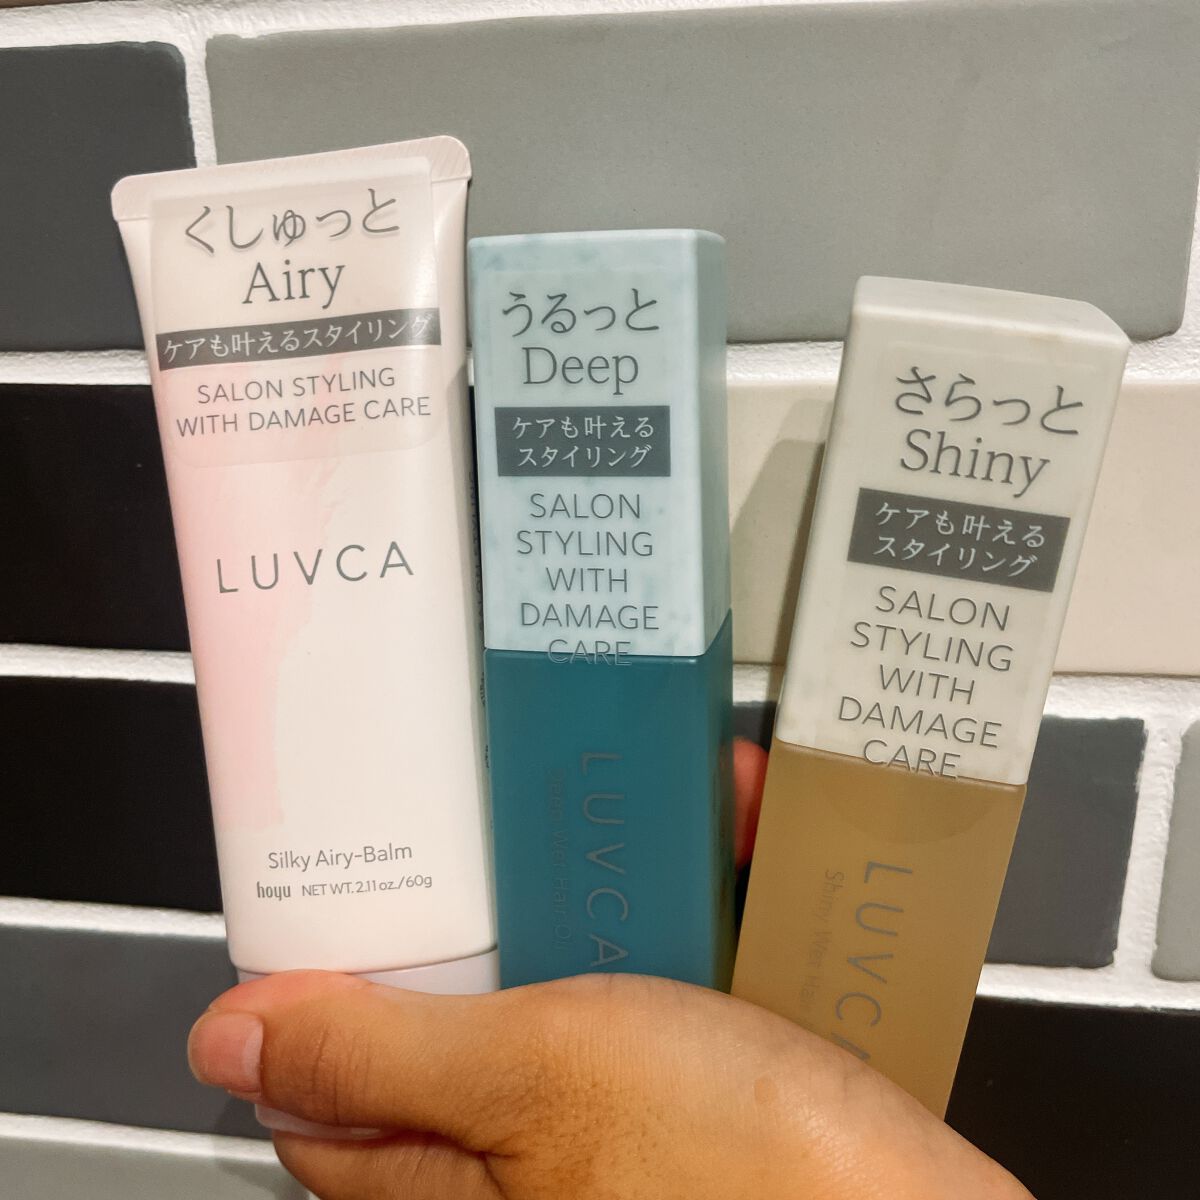 くしゅっと
Airy
ケアも叶えるスタイリング
SALON STYLING
WITH DAMAGE CARE
LUVCA
Silky Airy-Balm
hoyu NET WT. 2.11 oz./60g
うるっと
Deep
ケアも叶える
スタイリング
SALON
STYLING
WITH
DAMAGE
CARE
LUVCA
Deep Wet Hair Oil
さらっと
Shiny
ケアも叶える
スタイリング
SALON
STYLING
WITH
DAMAGE
CARE
LUVCA
Shiny Wet Hair